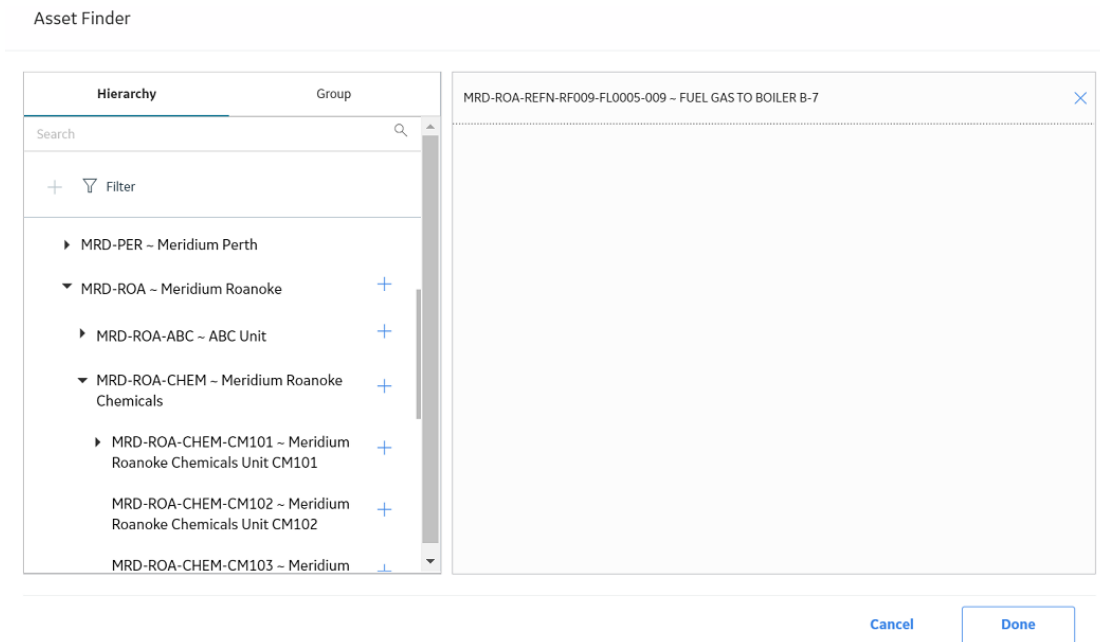 Asset Finder
Hierarchy
Group
Search
Filter
MRD-PER ~ Meridium Perth
MRD-ROA ~ Meridium Roanoke
MRD-ROA-ABC ~ ABC Unit
MRD-ROA-CHEM ~ Meridium Roanoke
Chemicals
MRD-ROA-CHEM-CM101 ~ Meridium
Roanoke Chemicals Unit CM101
MRD-ROA-CHEM-CM102 ~ Meridium
Roanoke Chemicals Unit CM102
MRD-ROA-CHEM-CM103 ~ Meridium
MRD-ROA-REFN-RF009-FL0005-009 ~ FUEL GAS TO BOILER B-7
Cancel
Done